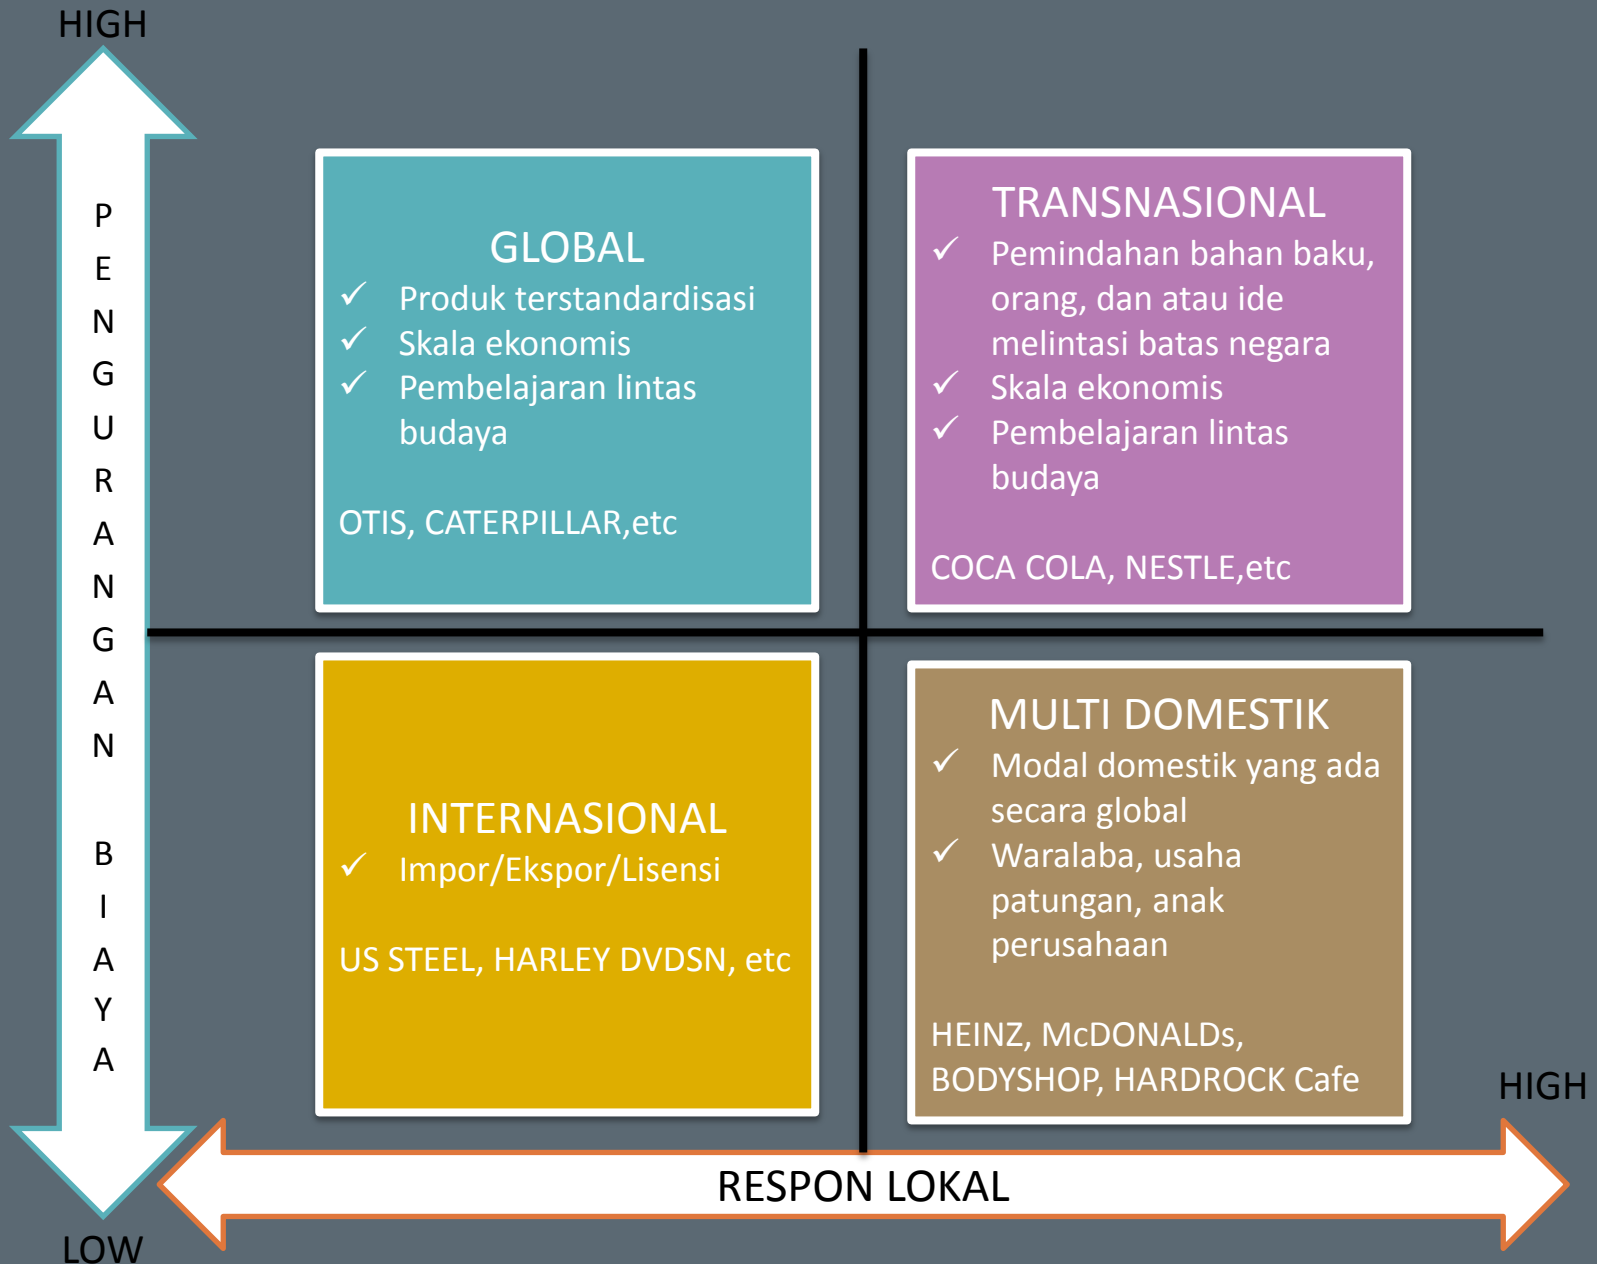 HIGH
PENGURANGAN BIAYA
LOW
GLOBAL
✓ Produk terstandardisasi
✓ Skala ekonomis
✓ Pembelajaran lintas
budaya
OTIS, CATERPILLAR,etc
TRANSNASIONAL
✓ Pemindahan bahan baku,
orang, dan atau ide
melintasi batas negara
✓ Skala ekonomis
✓ Pembelajaran lintas
budaya
COCA COLA, NESTLE,etc
INTERNASIONAL
✓ Impor/Ekspor/Lisensi
US STEEL, HARLEY DVDSN, etc
MULTI DOMESTIK
✓ Modal domestik yang ada
secara global
✓ Waralaba, usaha
patungan, anak
perusahaan
HEINZ, McDONALDs,
BODYSHOP, HARDROCK Cafe
HIGH
RESPON LOKAL